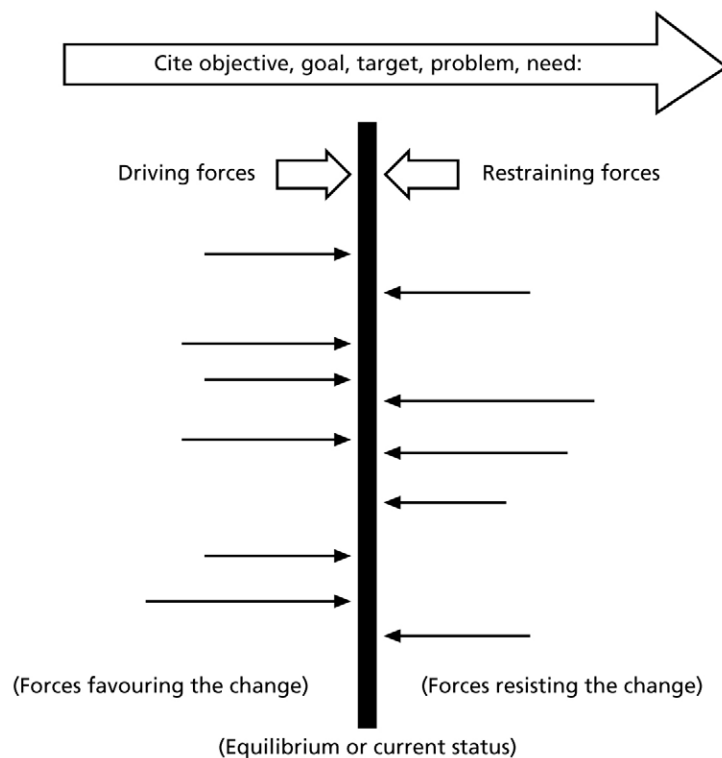 Cite objective, goal, target, problem, need:
Driving forces
Restraining forces
(Forces favouring the change)
(Forces resisting the change)
(Equilibrium or current status)